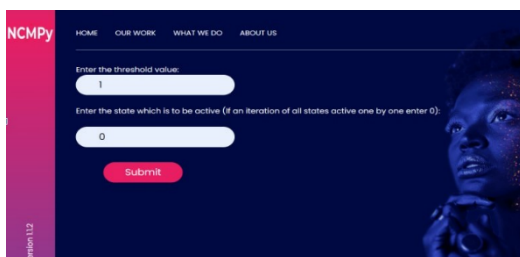 NCMPy
HOME OUR WORK WHAT WE DO ABOUT US
Enter the threshold value:
1
Enter the state which is to be active (If an iteration of all states active one by one enter 0):
0
Submit
ersion 1.1.2